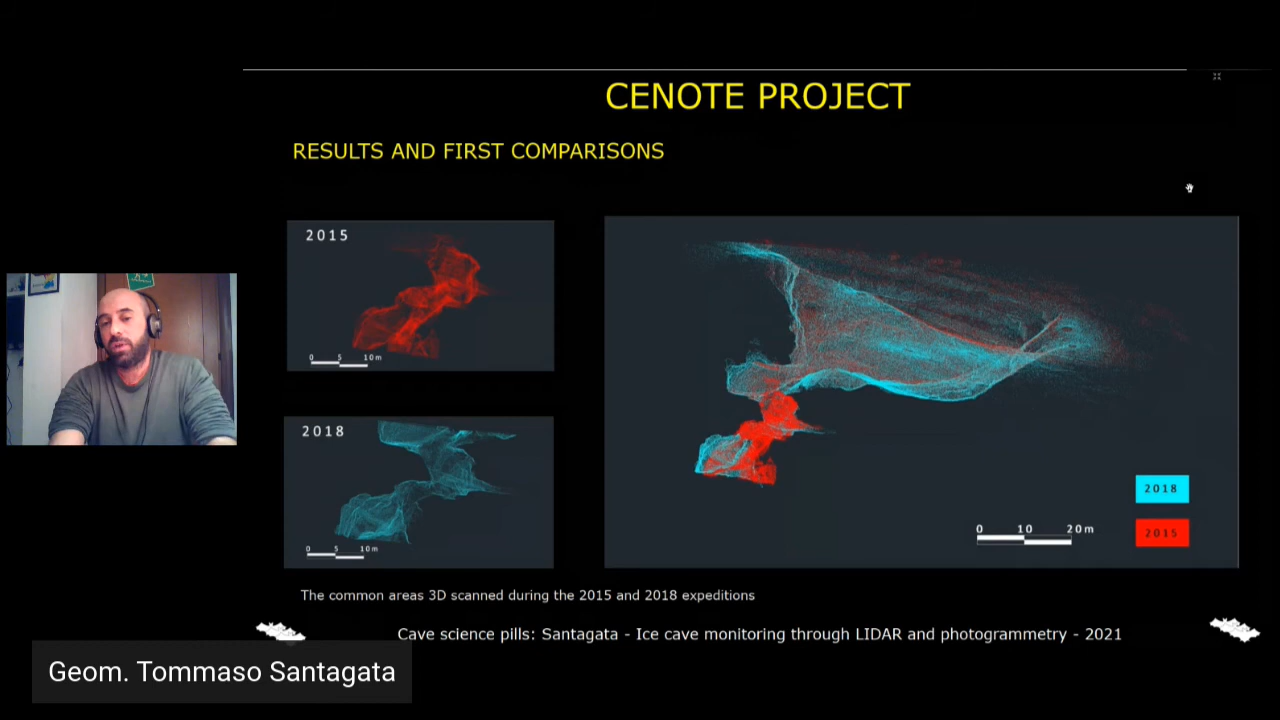 CENOTE PROJECT
RESULTS AND FIRST COMPARISONS
2015
0 5 10m
2018
0 5 10m
2018
2015
0 10 20m
The common areas 3D scanned during the 2015 and 2018 expeditions
Cave science pills: Santagata - Ice cave monitoring through LIDAR and photogrammetry - 2021
Geom. Tommaso Santagata